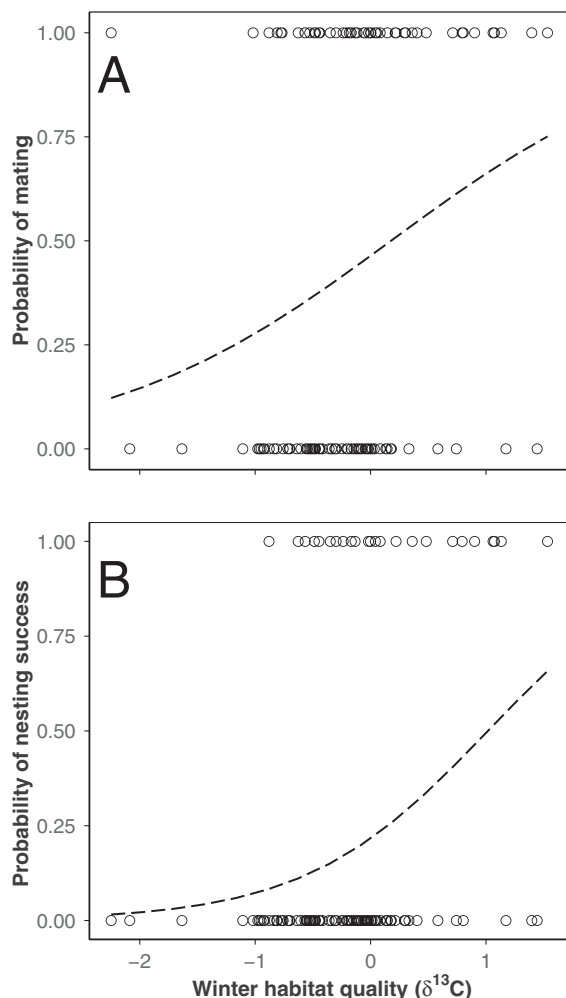 A
Probability of mating
1.00
0.75
0.50
0.25
0.00
B
Probability of nesting success
1.00
0.75
0.50
0.25
0.00
−2
−1
0
1
Winter habitat quality (δ¹³C)